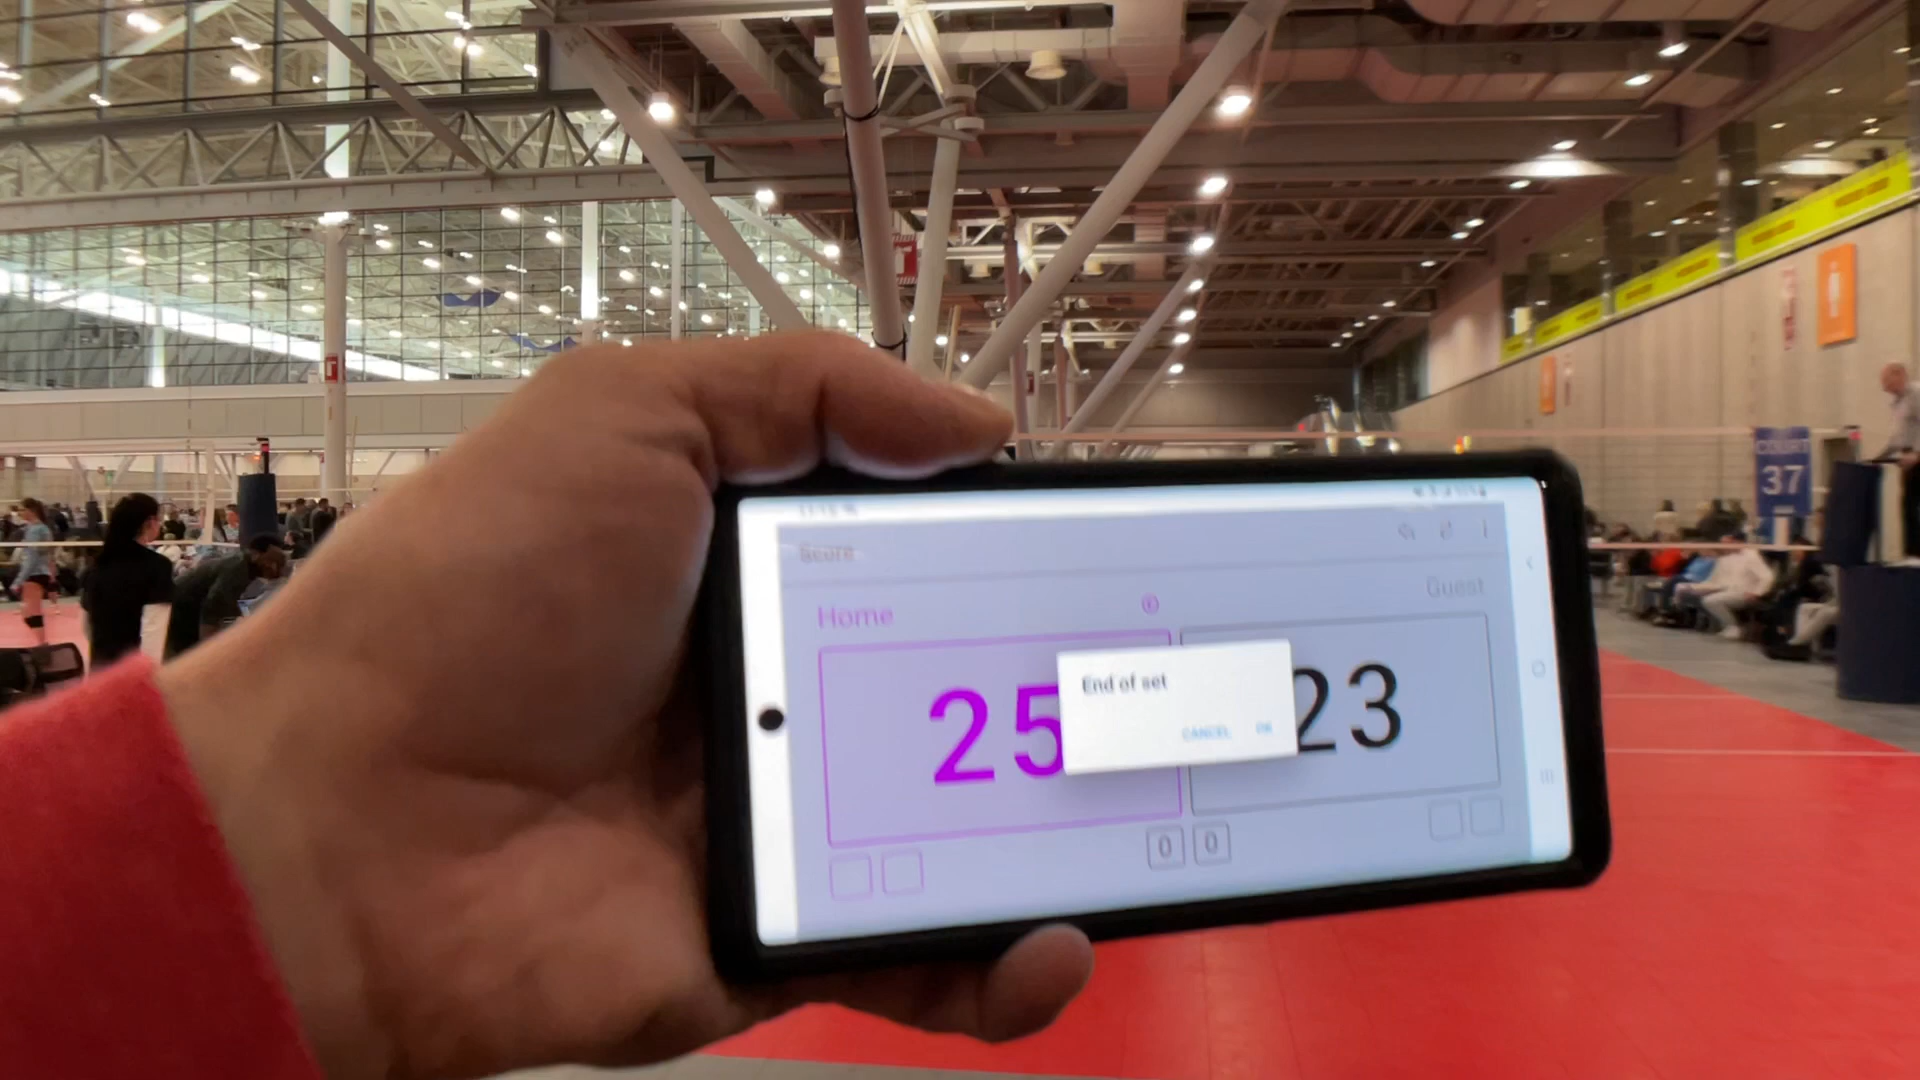 COURT
37
Score
Home
Guest
25
23
End of set
CANCEL OK
0 0